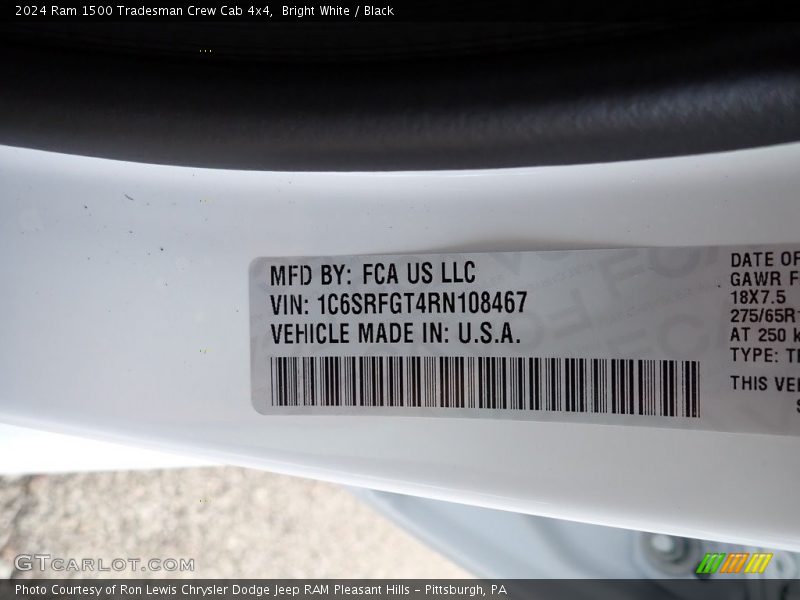 2024 Ram 1500 Tradesman Crew Cab 4x4, Bright White / Black
MFD BY: FCA US LLC
VIN: 1C6SRFGT4RN108467
VEHICLE MADE IN: U.S.A.
DATE OF
GAWR F
18X7.5
275/65R
AT 250
TYPE:
THIS
GTCARLOT.COM
Photo Courtesy of Ron Lewis Chrysler Dodge Jeep RAM Pleasant Hills - Pittsburgh, PA